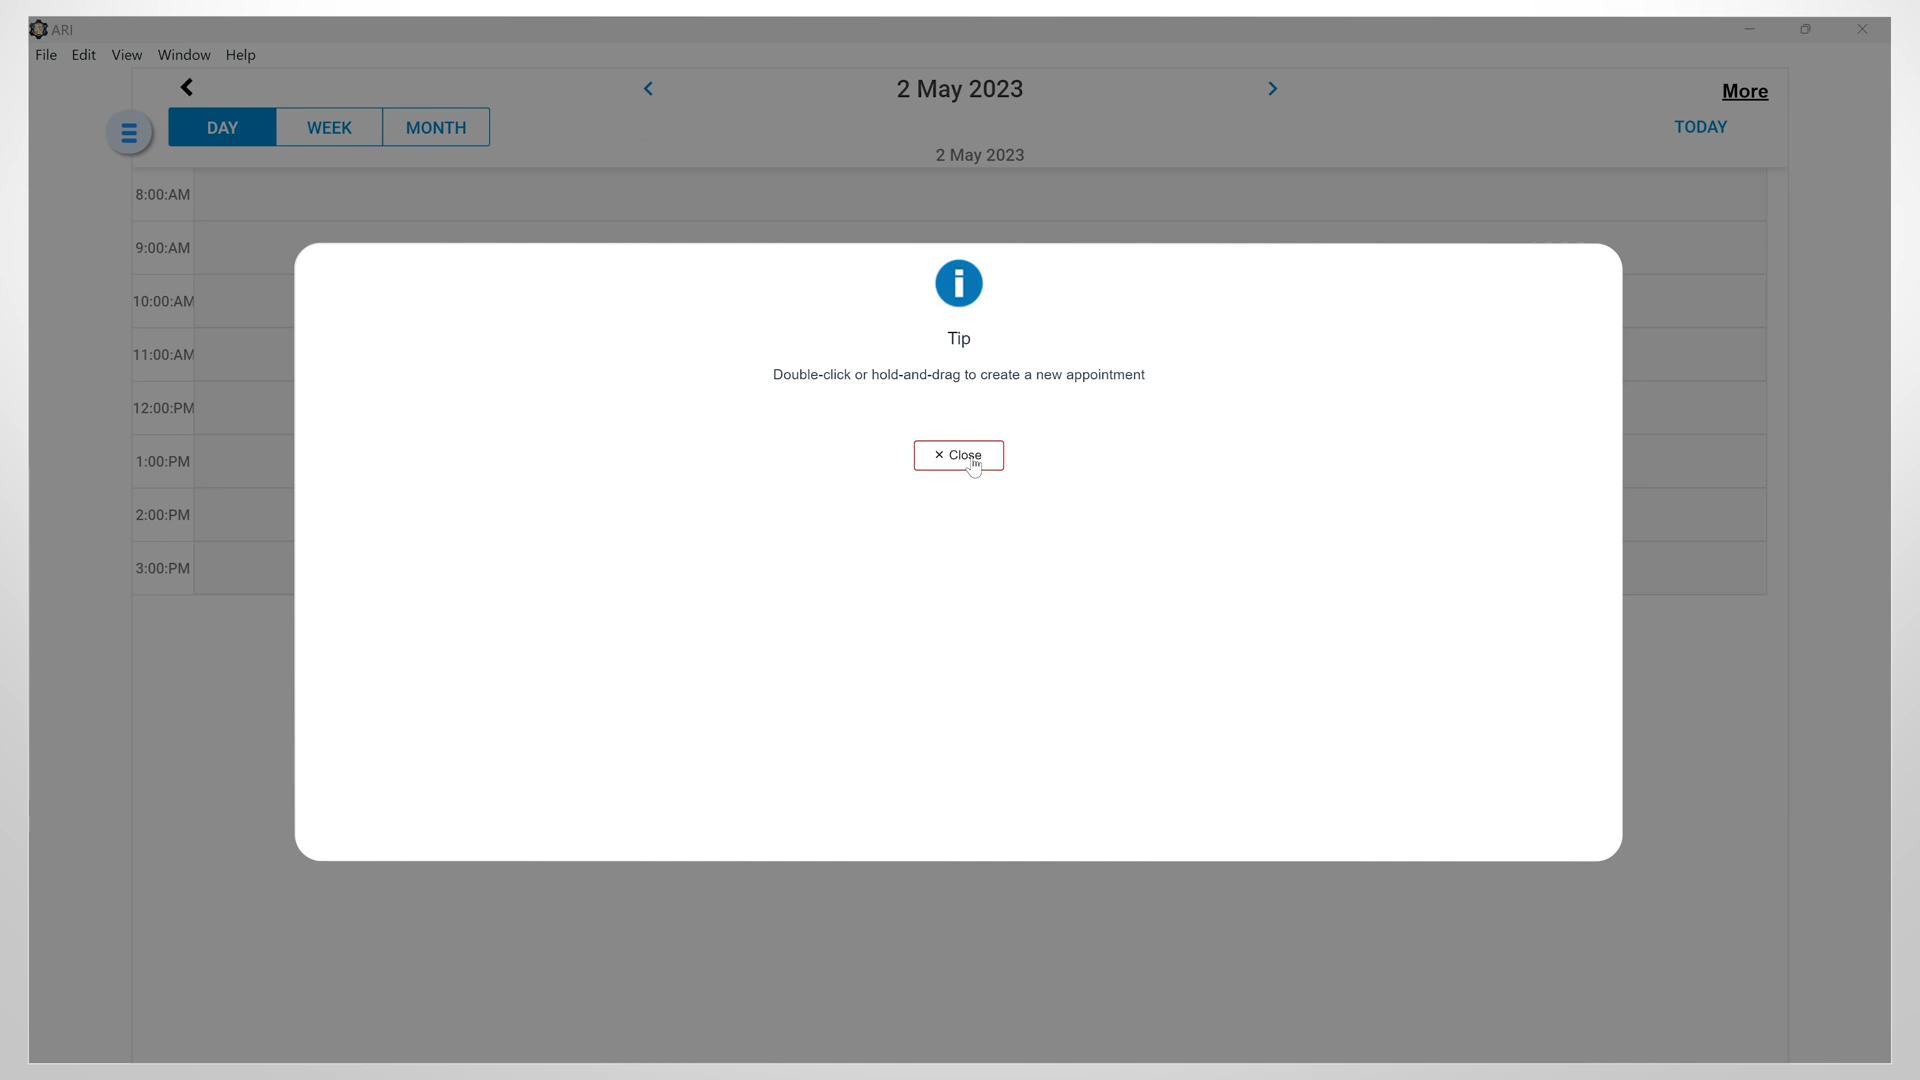 ARI
File Edit View Window Help
2 May 2023
More
DAY WEEK MONTH
TODAY
2 May 2023
8:00:AM
9:00:AM
10:00:AM
11:00:AM
12:00:PM
1:00:PM
2:00:PM
3:00:PM
Tip
Double-click or hold-and-drag to create a new appointment
× Close